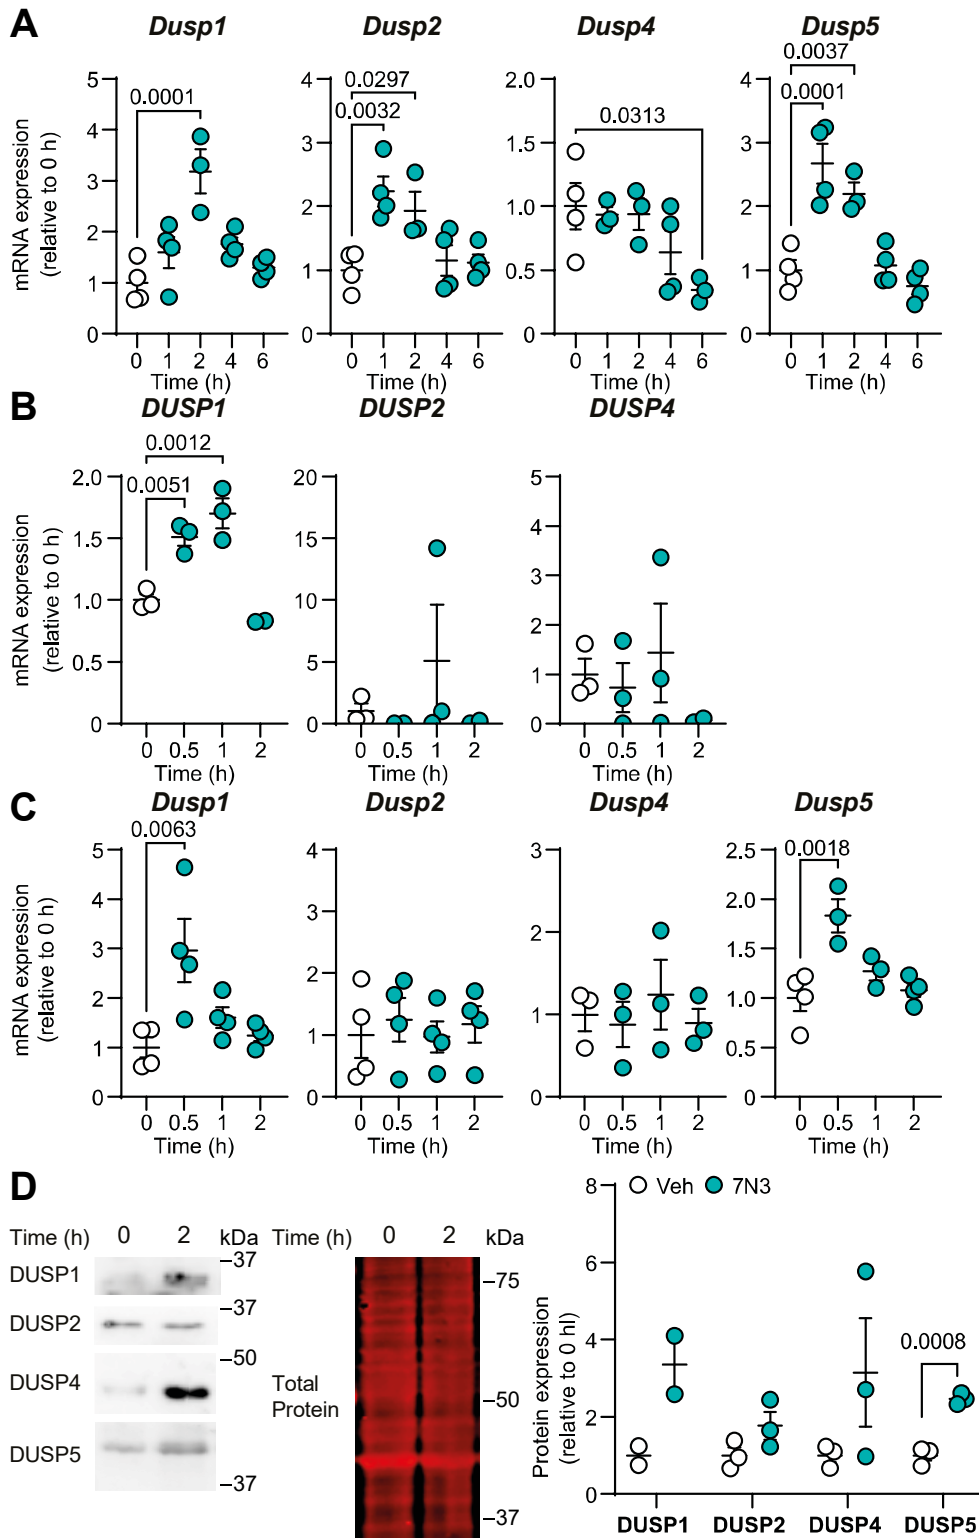 A
Dusp1 Dusp2 Dusp4 Dusp5
mRNA expression
(relative to 0 h)
5
4
3
2
1
0
0.0001
0 1 2 4 6
Time (h)
4
3
2
1
0
0.0297
0.0032
0 1 2 4 6
Time (h)
2.0
1.5
1.0
0.5
0
0.0313
0 1 2 4 6
Time (h)
4
3
2
1
0
0.0037
0.0001
0 1 2 4 6
Time (h)
B
DUSP1 DUSP2 DUSP4
mRNA expression
(relative to 0 h)
2.0
1.5
1.0
0.5
0
0.0012
0.0051
0 0.5 1 2
Time (h)
20
15
10
5
0
0 0.5 1 2
Time (h)
5
4
3
2
1
0
0 0.5 1 2
Time (h)
C
Dusp1 Dusp2 Dusp4 Dusp5
mRNA expression
(relative to 0 h)
5
4
3
2
1
0
0.0063
0 0.5 1 2
Time (h)
4
3
2
1
0
0 0.5 1 2
Time (h)
3
2
1
0
0 0.5 1 2
Time (h)
2.5
2.0
1.5
1.0
0.5
0
0.0018
0 0.5 1 2
Time (h)
D
Time (h) 0 2 kDa
DUSP1
–37
DUSP2
–37
DUSP4
–50
DUSP5
–37
Time (h) 0 2 kDa
–75
Total
Protein
–50
–37
Protein expression
(relative to 0 hl)
8
6
4
2
0
Veh 7N3
0.0008
DUSP1 DUSP2 DUSP4 DUSP5